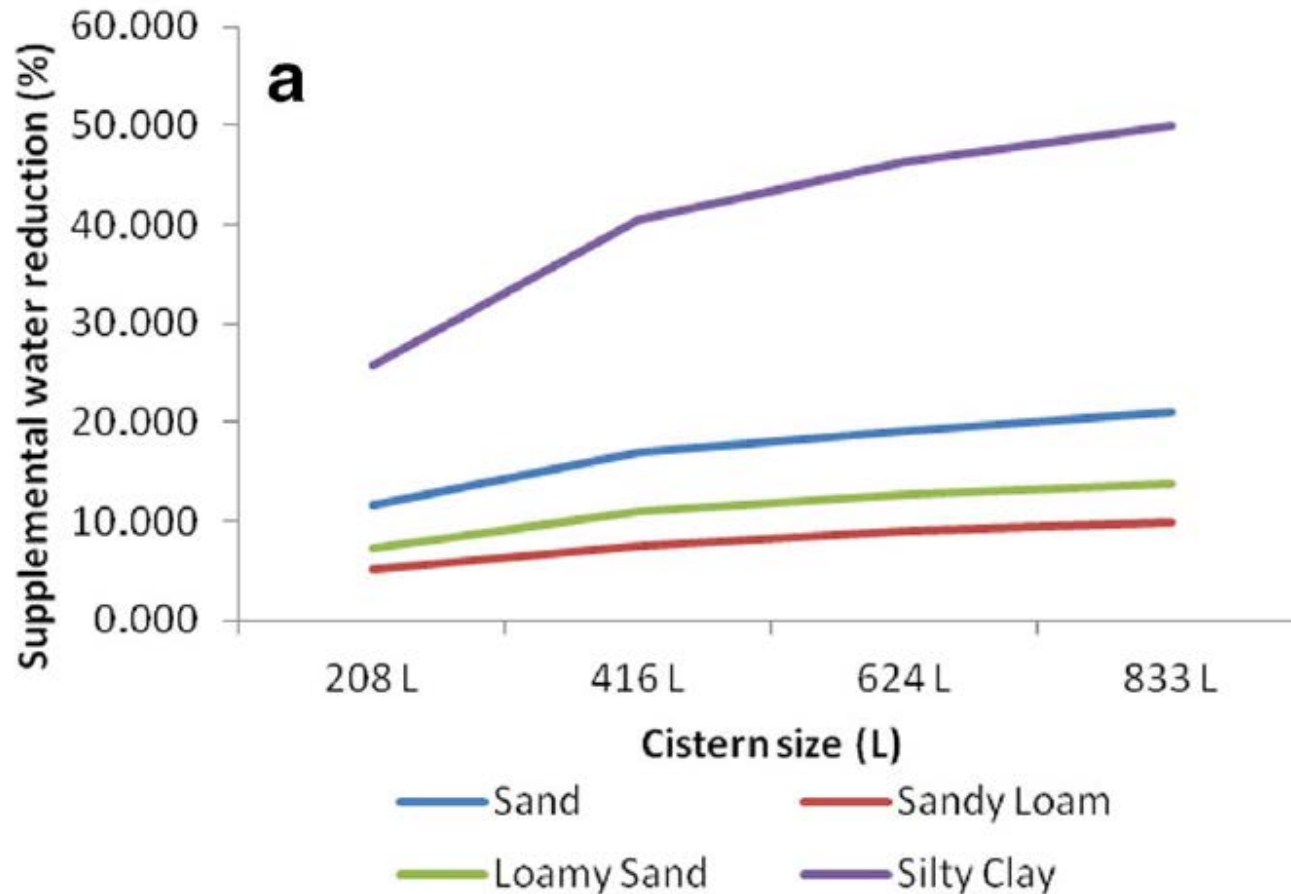 a
Supplemental water reduction (%)
60.000
50.000
40.000
30.000
20.000
10.000
0.000
208 L
416 L
624 L
833 L
Cistern size (L)
Sand
Sandy Loam
Loamy Sand
Silty Clay